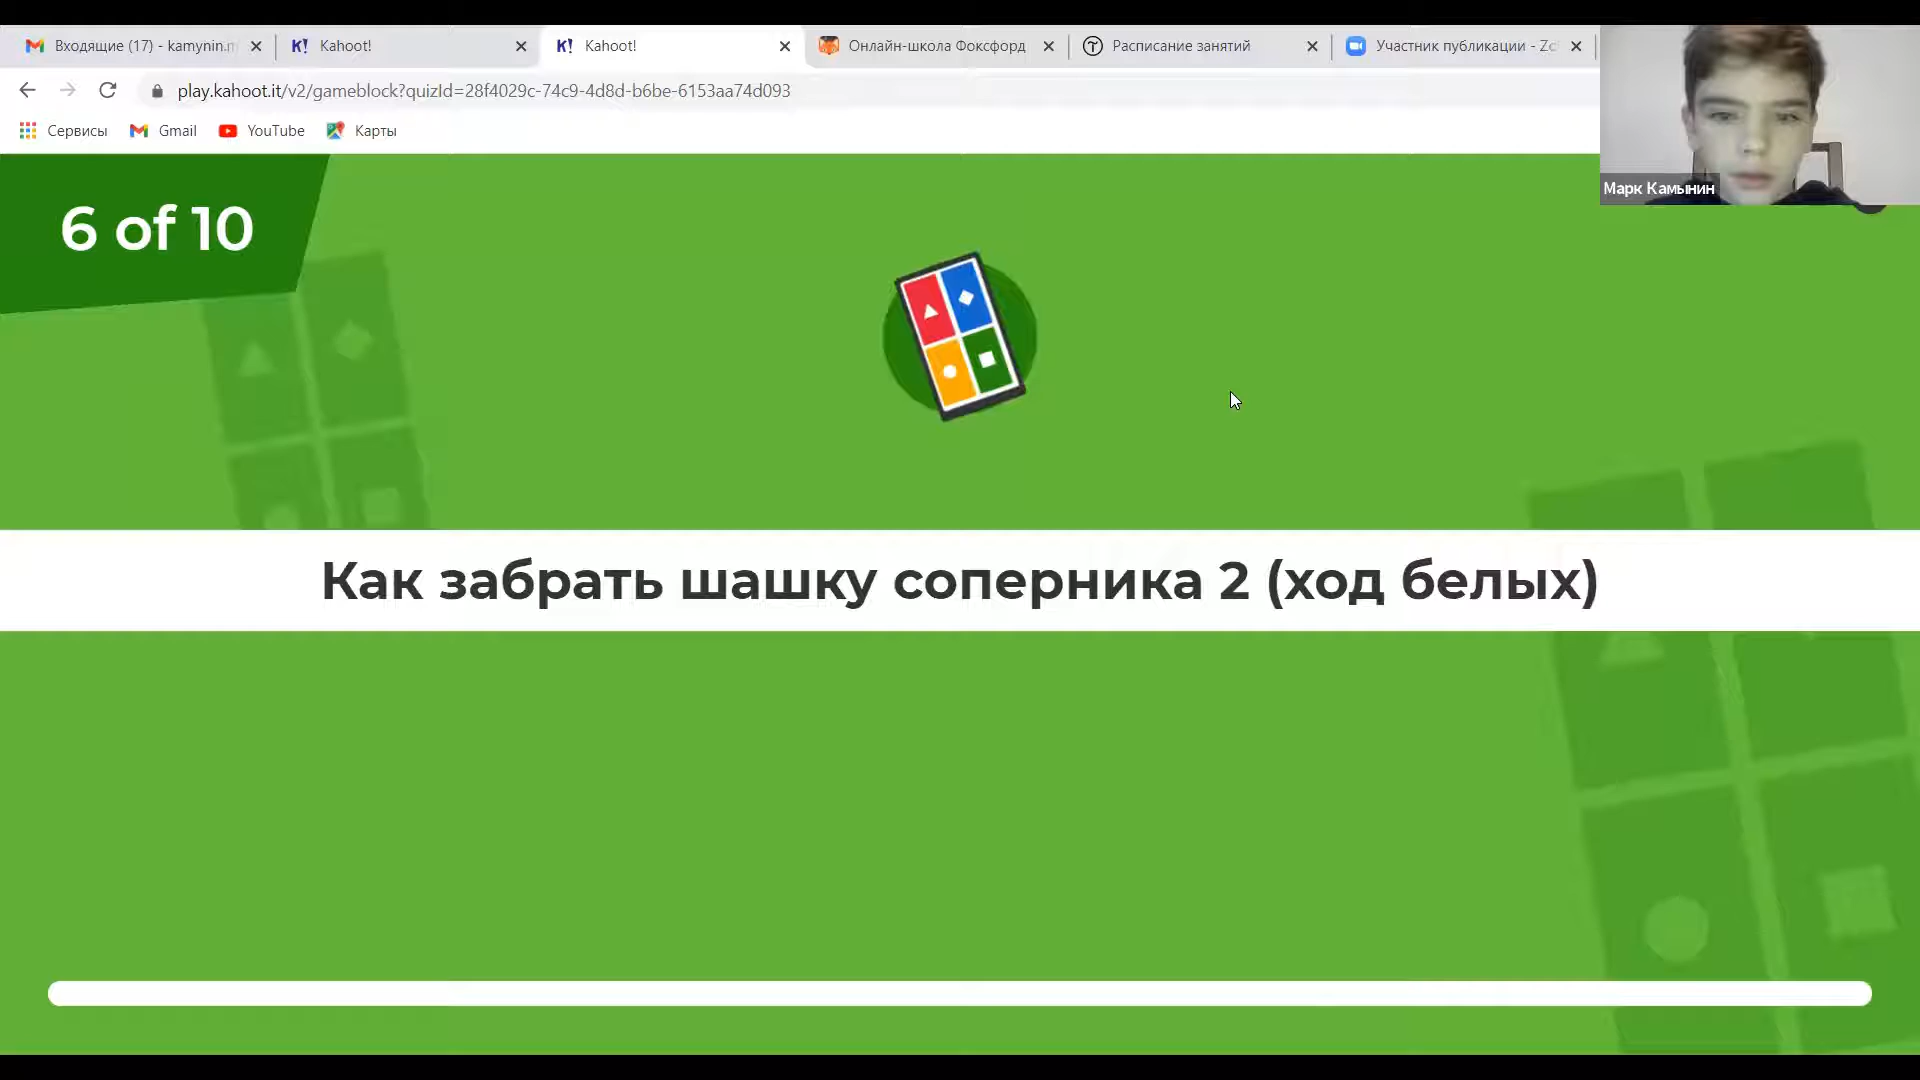 Входящие (17) - kamynin.m
Kahoot!
Kahoot!
Онлайн-школа Фоксфорд
Расписание занятий
Участник публикации - Zc
play.kahoot.it/v2/gameblock?quizId=28f4029c-74c9-4d8d-b6be-6153aa74d093
Сервисы
Gmail
YouTube
Карты
Марк Камынин
6 of 10
Как забрать шашку соперника 2 (ход белых)